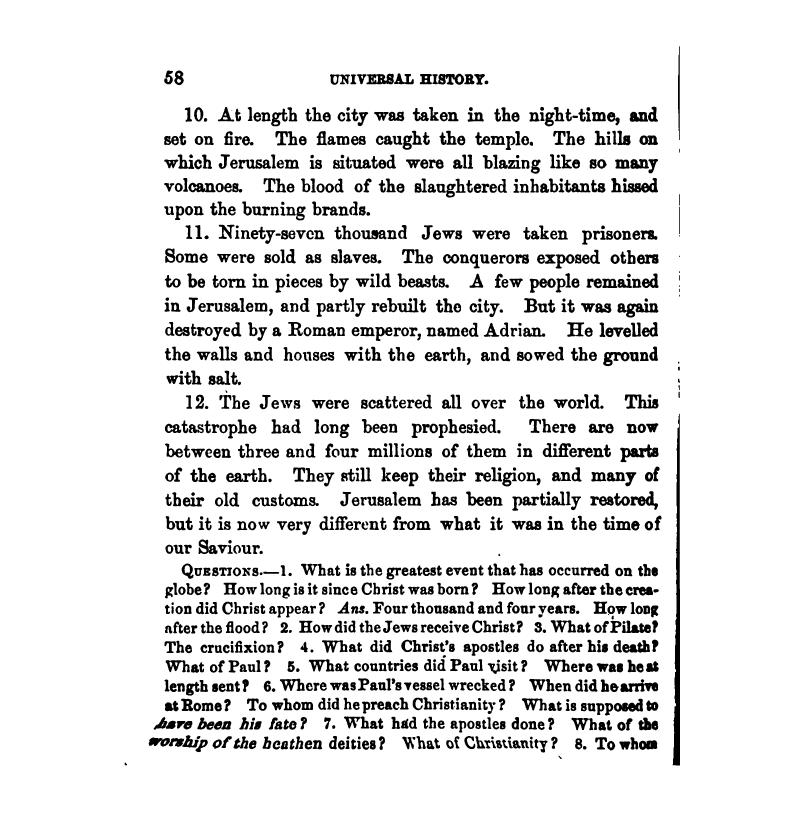 58 UNIVERSAL HISTORY.
10. At length the city was taken in the night-time, and
set on fire. The flames caught the temple. The hills on
which Jerusalem is situated were all blazing like so many
volcanoes. The blood of the slaughtered inhabitants hissed
upon the burning brands.
11. Ninety-seven thousand Jews were taken prisoners.
Some were sold as slaves. The conquerors exposed others
to be torn in pieces by wild beasts. A few people remained
in Jerusalem, and partly rebuilt the city. But it was again
destroyed by a Roman emperor, named Adrian. He levelled
the walls and houses with the earth, and sowed the ground
with salt.
12. The Jews were scattered all over the world. This
catastrophe had long been prophesied. There are now
between three and four millions of them in different parts
of the earth. They still keep their religion, and many of
their old customs. Jerusalem has been partially restored,
but it is now very different from what it was in the time of
our Saviour.
QUESTIONS.—1. What is the greatest event that has occurred on the
globe? How long is it since Christ was born? How long after the crea-
tion did Christ appear? Ans. Four thousand and four years. How long
after the flood? 2. How did the Jews receive Christ? 3. What of Pilate?
The crucifixion? 4. What did Christ's apostles do after his death?
What of Paul? 5. What countries did Paul visit? Where was he at
length sent? 6. Where was Paul's vessel wrecked? When did he arrive
at Rome? To whom did he preach Christianity? What is supposed to
have been his fate? 7. What had the apostles done? What of the
worship of the heathen deities? What of Christianity? 8. To whom